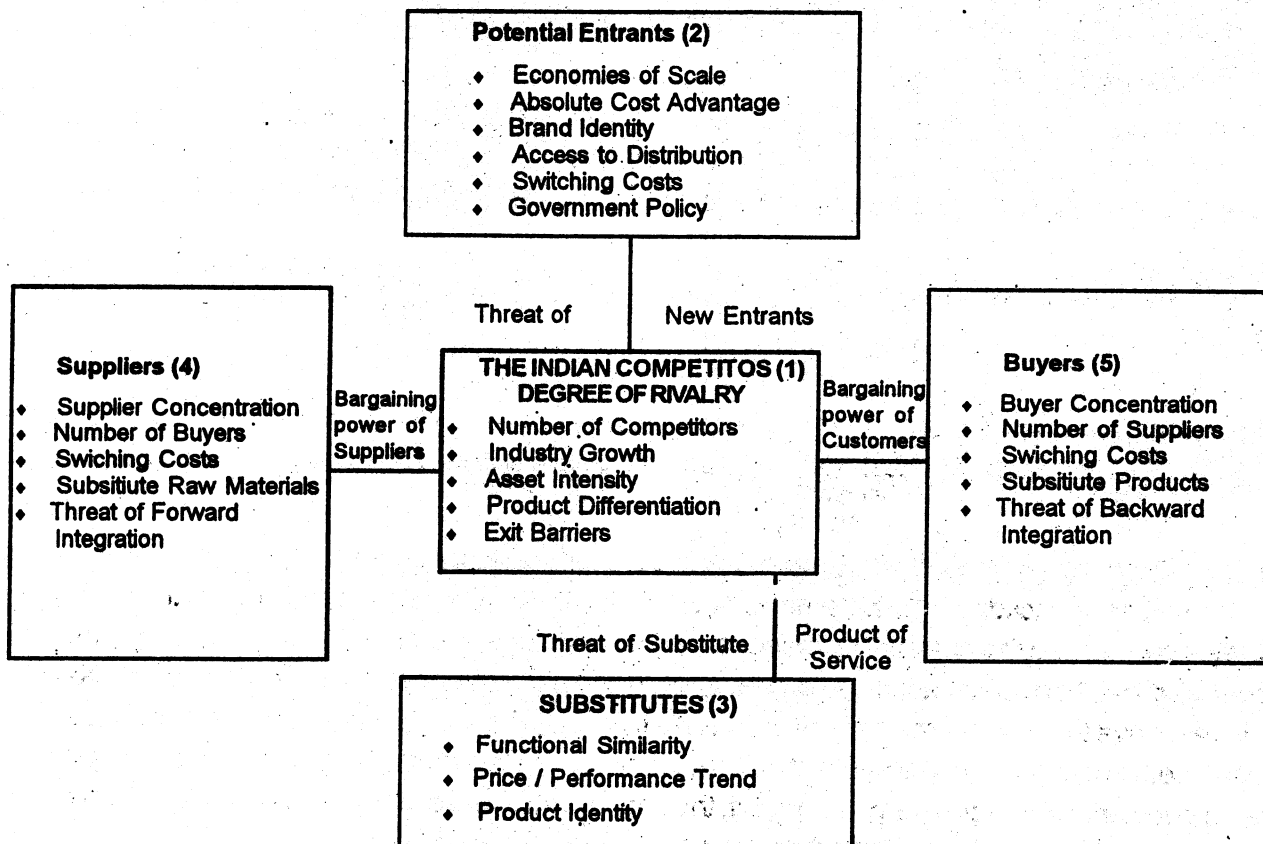 Potential Entrants (2)
♦ Economies of Scale
♦ Absolute Cost Advantage
♦ Brand Identity
♦ Access to Distribution
♦ Switching Costs
♦ Government Policy
Threat of New Entrants
Suppliers (4)
♦ Supplier Concentration
♦ Number of Buyers
♦ Swiching Costs
♦ Subsitiute Raw Materials
♦ Threat of Forward
Integration
Bargaining
power of
Suppliers
THE INDIAN COMPETITOS (1)
DEGREE OF RIVALRY
♦ Number of Competitors
♦ Industry Growth
♦ Asset Intensity
♦ Product Differentiation
♦ Exit Barriers
Bargaining
power of
Customers
Buyers (5)
♦ Buyer Concentration
♦ Number of Suppliers
♦ Swiching Costs
♦ Subsitiute Products
♦ Threat of Backward
Integration
Threat of Substitute
Product of
Service
SUBSTITUTES (3)
♦ Functional Similarity
♦ Price / Performance Trend
♦ Product Identity